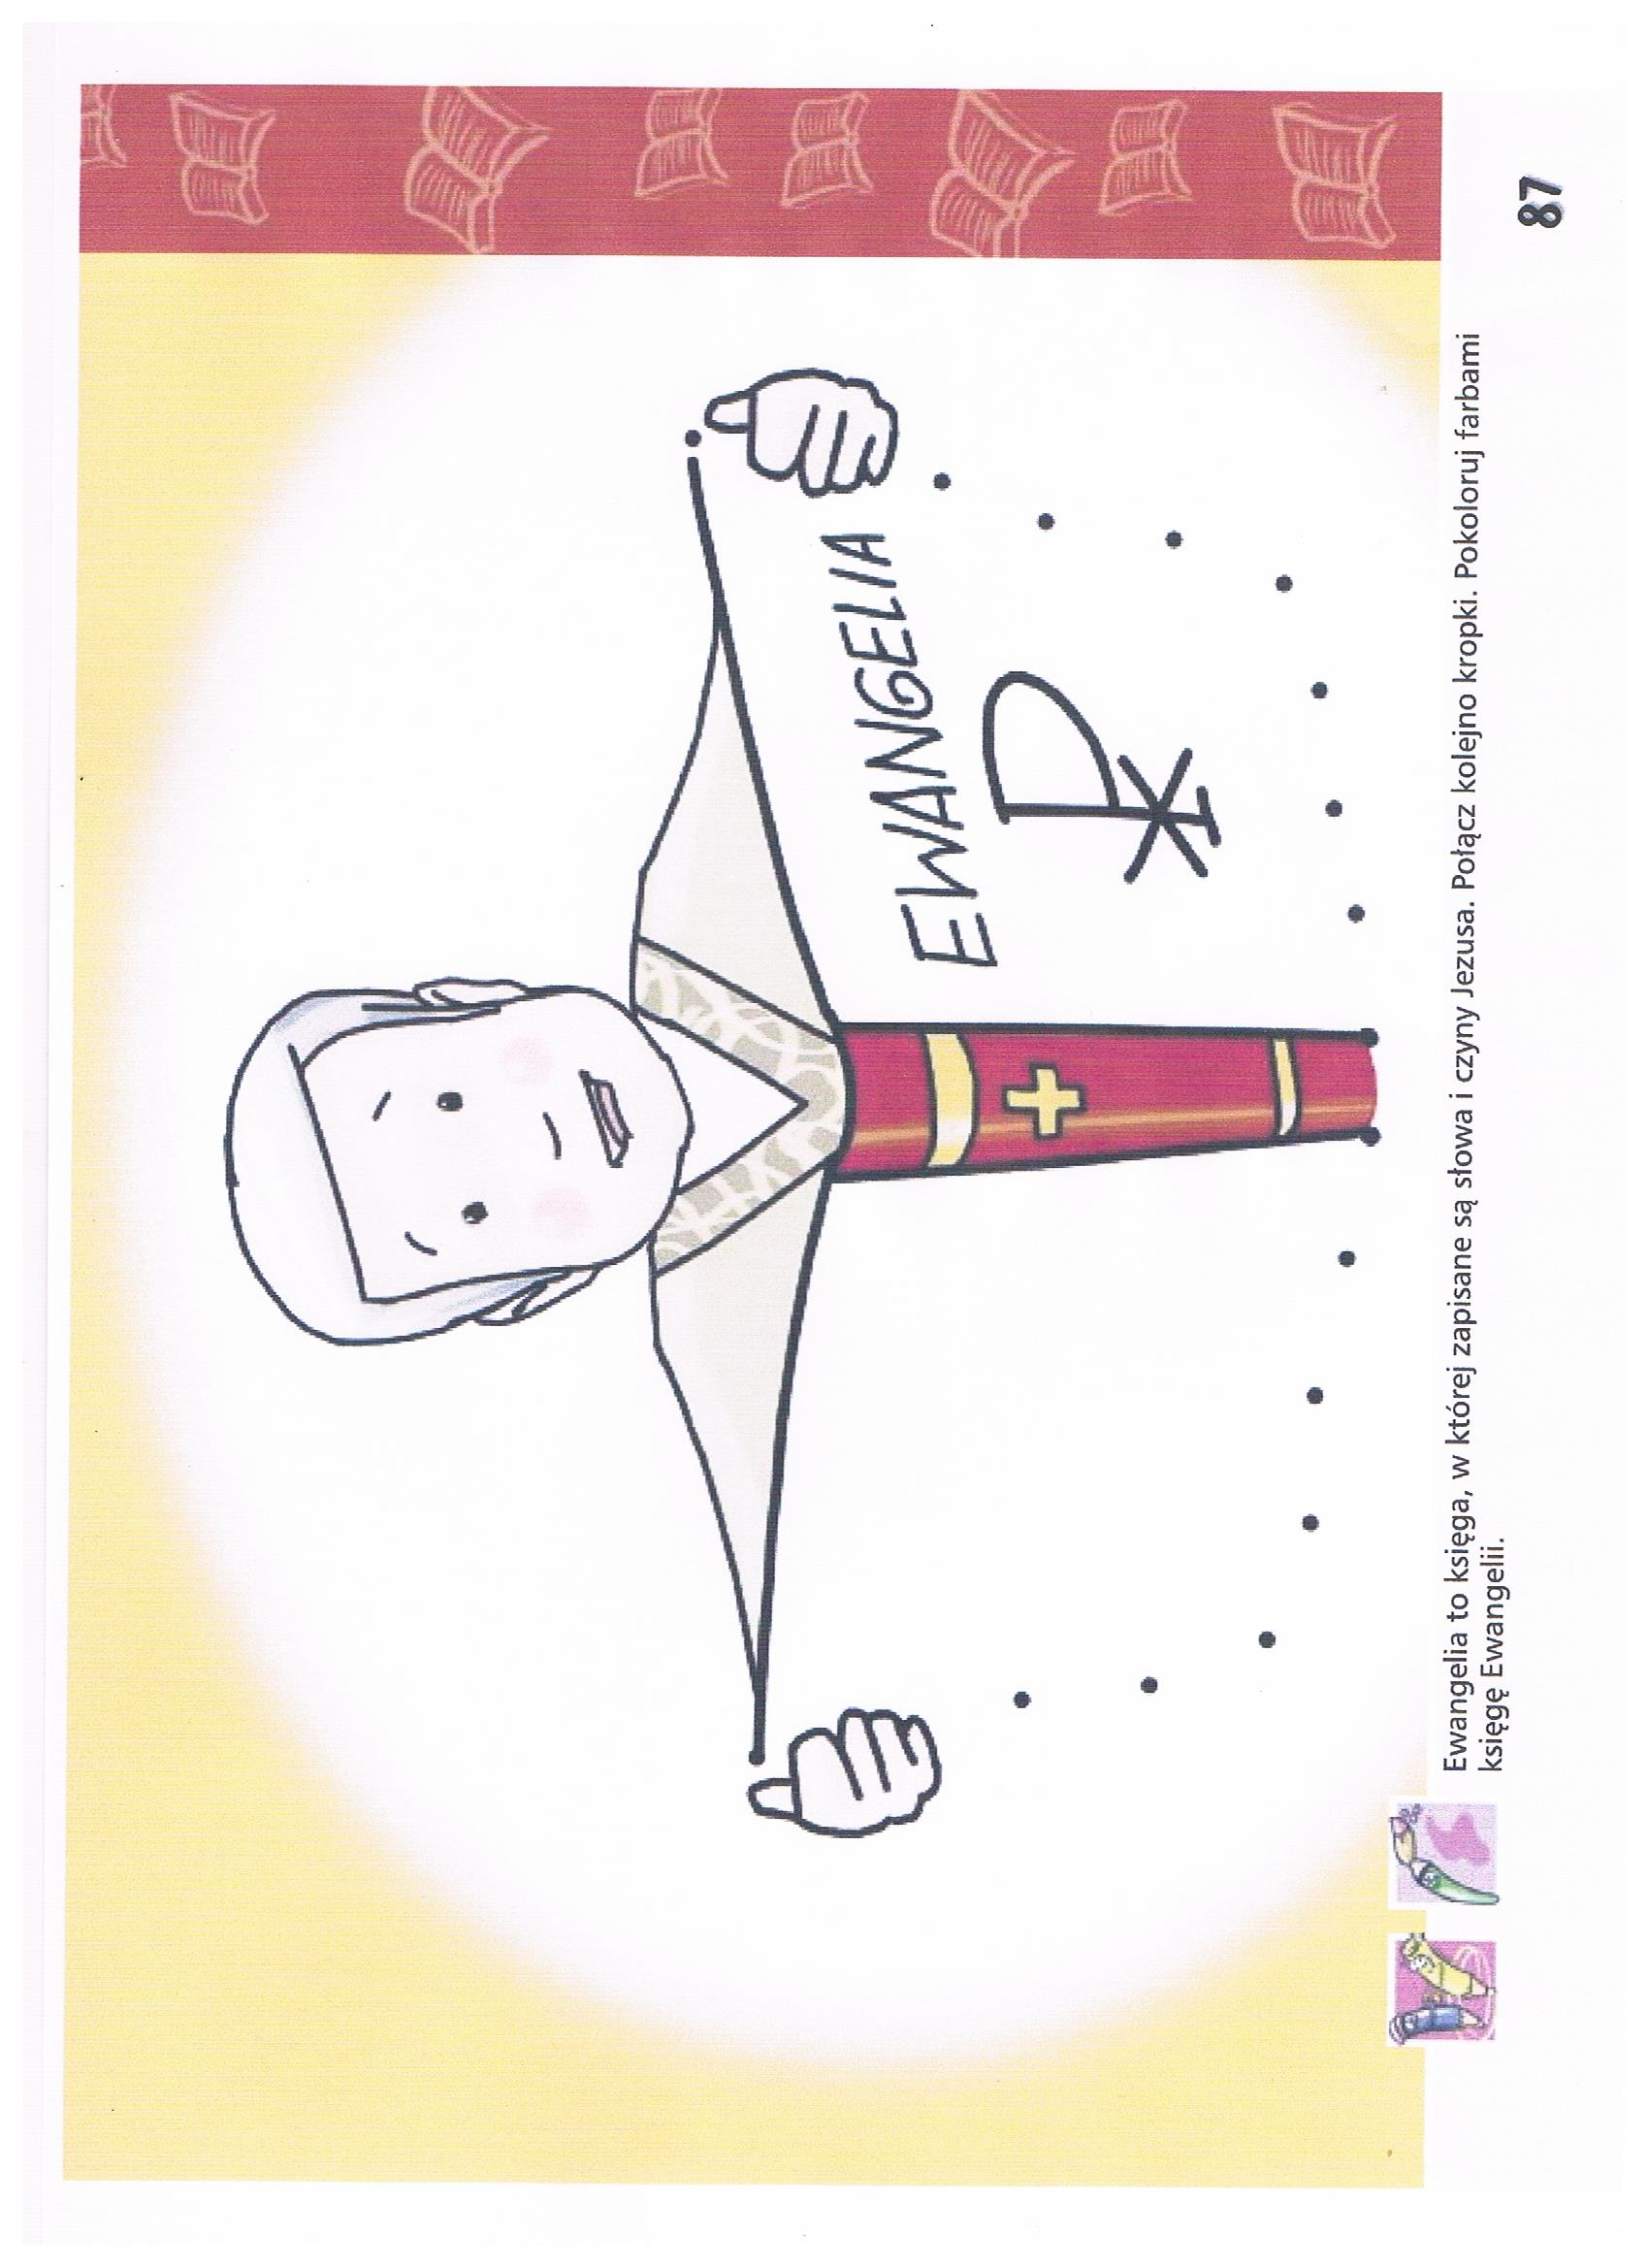 EWANGELIA
Ewangelia to księga, w której zapisane są słowa i czyny Jezusa. Połącz kolejno kropki. Pokoloruj farbami
księgę Ewangelii.
87